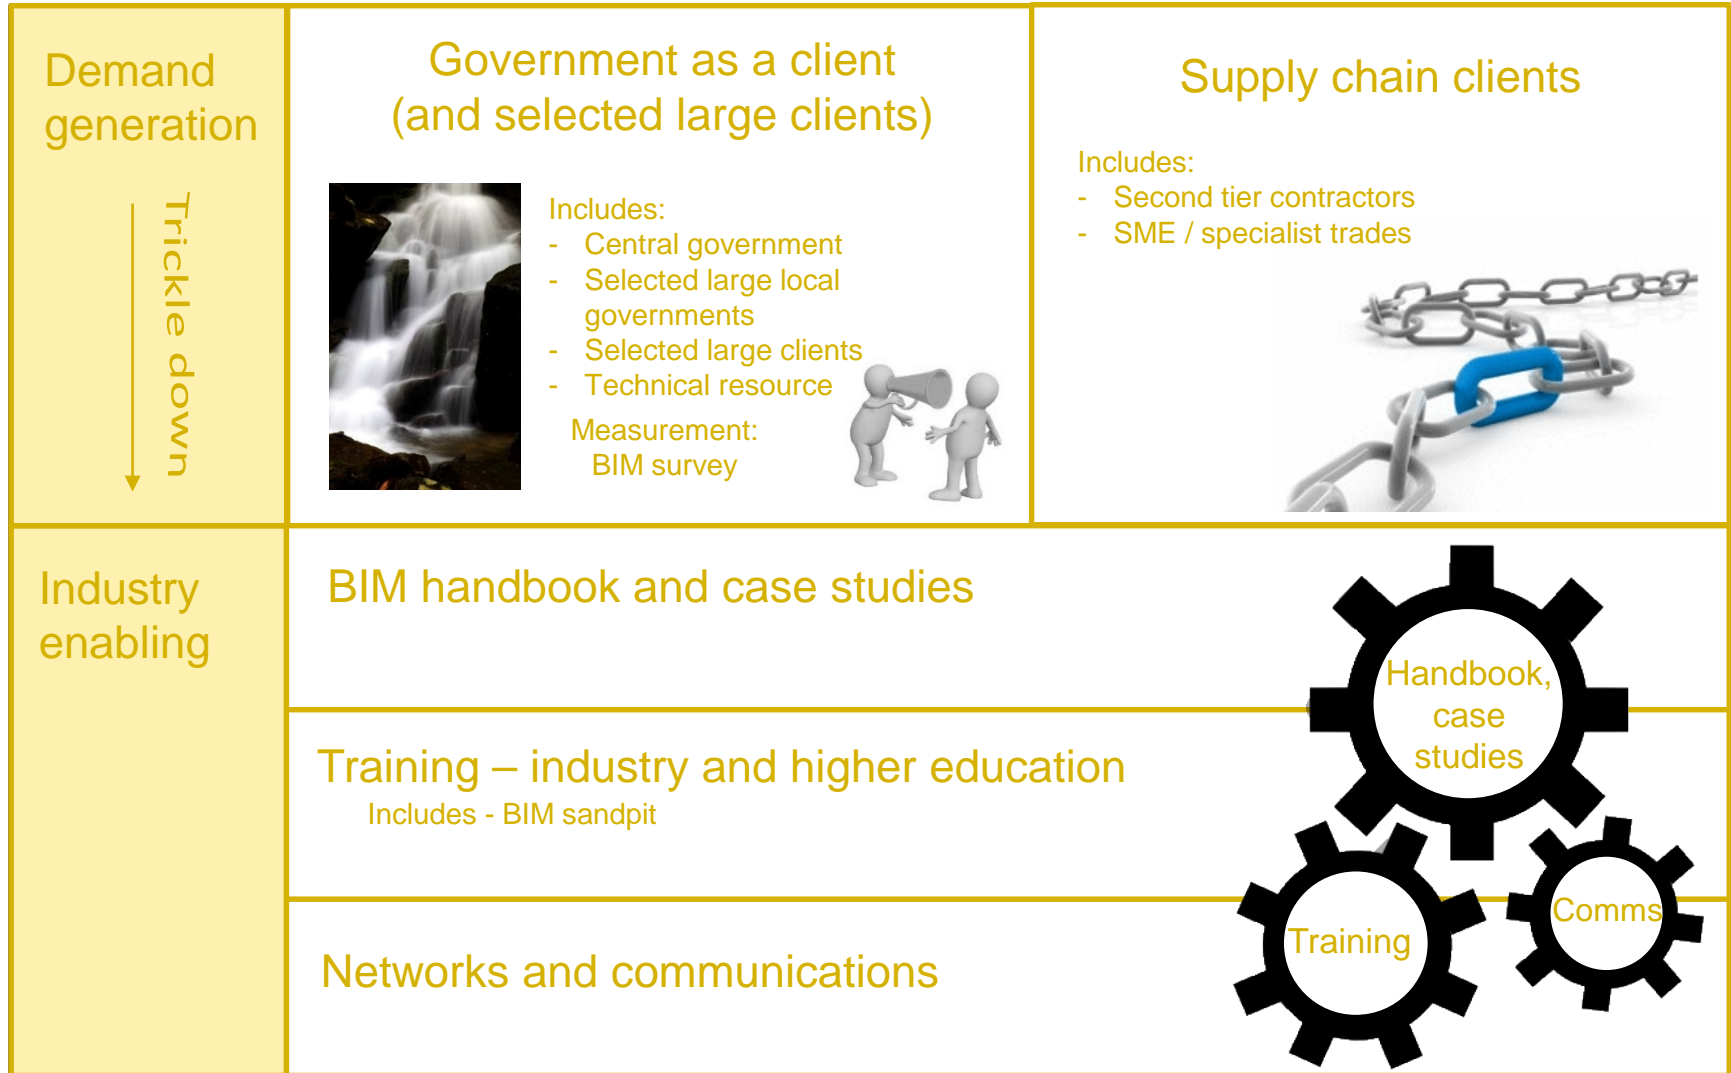 Demand
generation
Trickle down
Government as a client
(and selected large clients)
Includes:
- Central government
- Selected large local
governments
- Selected large clients
- Technical resource
Measurement:
BIM survey
Supply chain clients
Includes:
- Second tier contractors
- SME / specialist trades
Industry
enabling
BIM handbook and case studies
Training – industry and higher education
Includes - BIM sandpit
Networks and communications
Handbook,
case
studies
Training
Comms